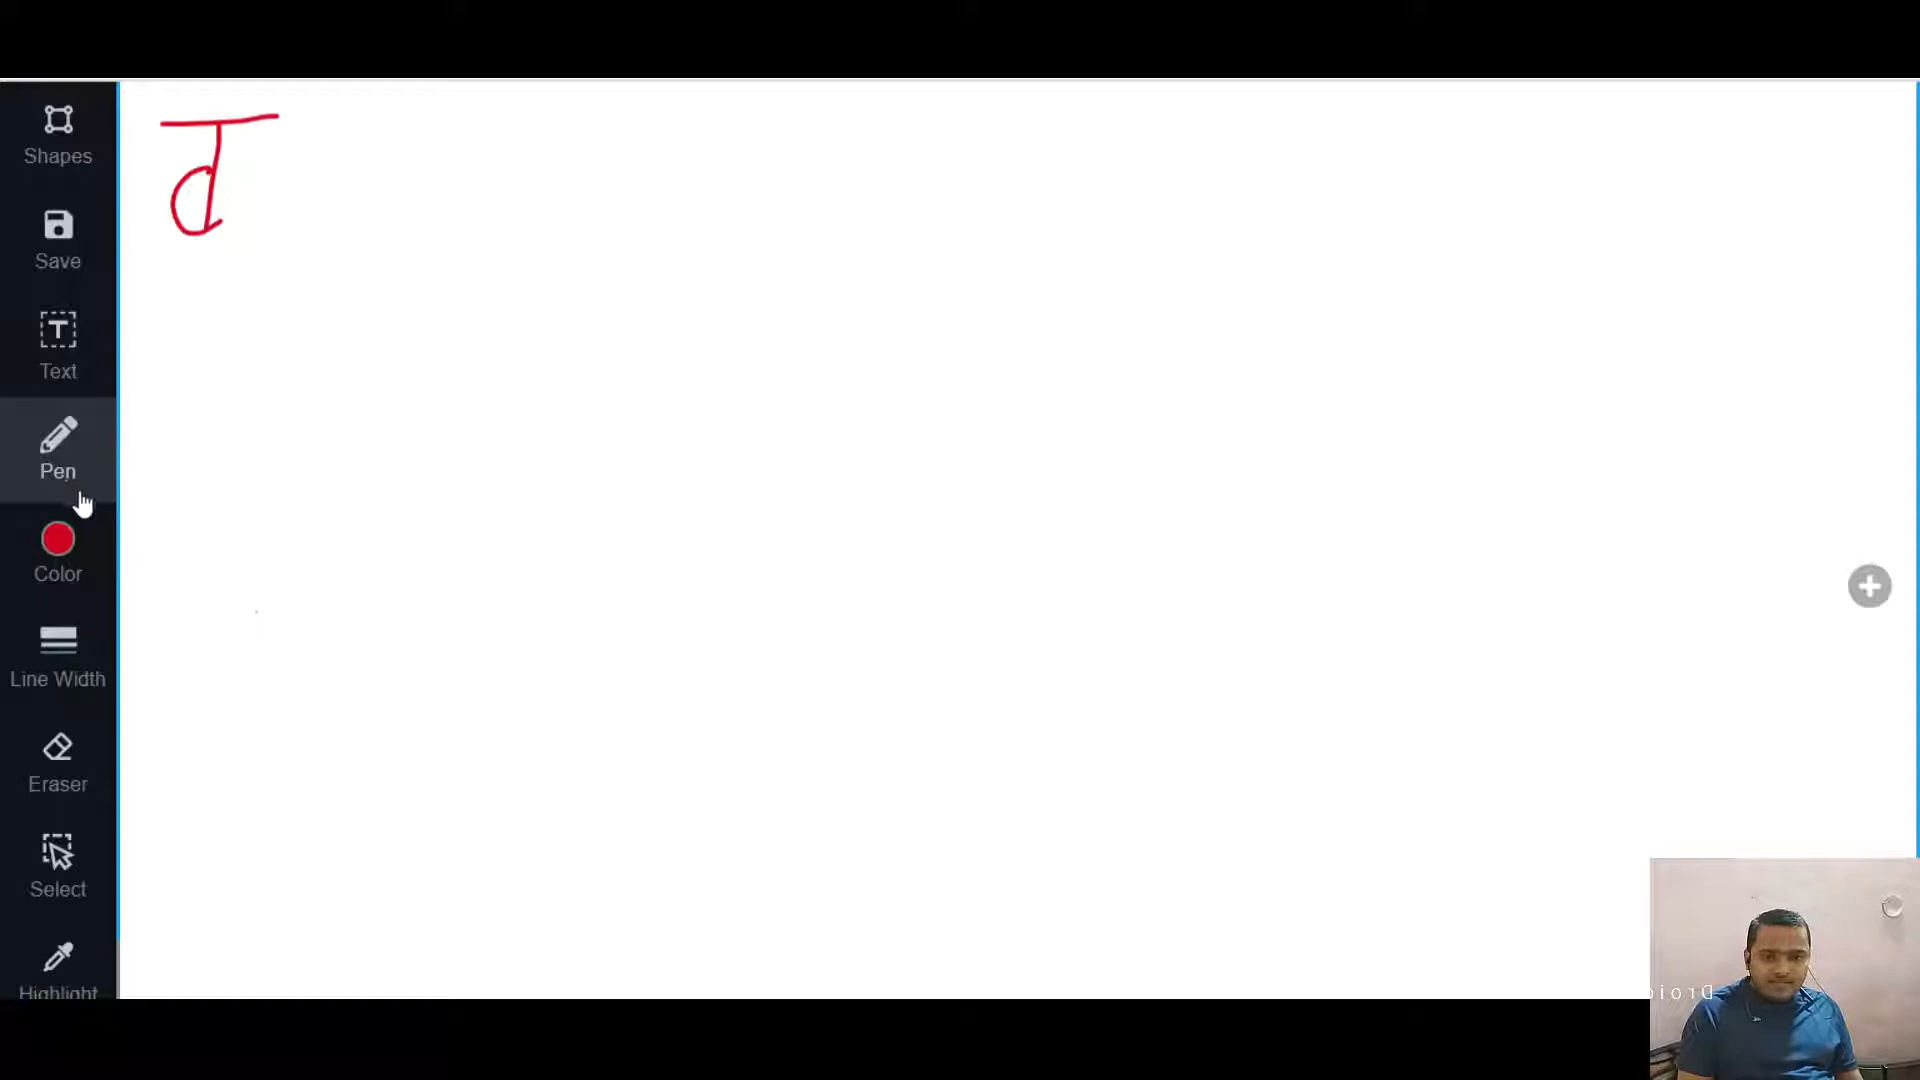 Shapes
Save
Text
Pen
Color
Line Width
Eraser
Select
Highlight